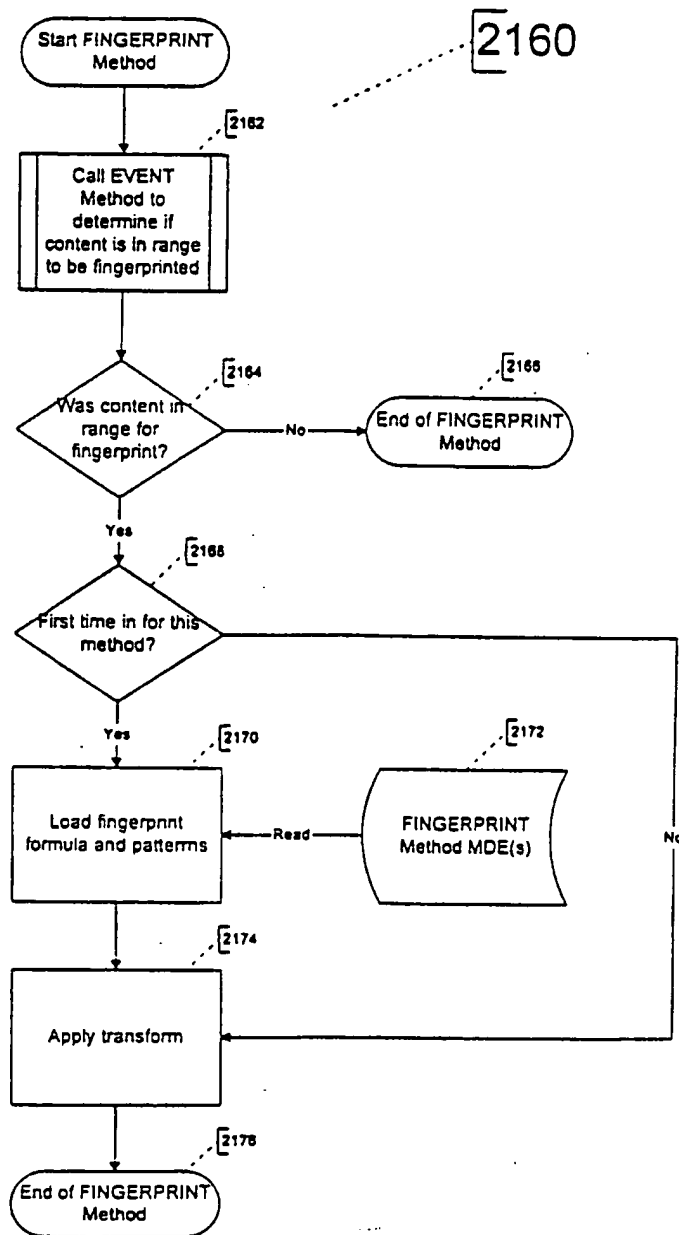 Start FINGERPRINT
Method
2160
2162
Call EVENT
Method to
determine if
content is in range
to be fingerprinted
2164
Was content in
range for
fingerprint?
No
2166
End of FINGERPRINT
Method
Yes
2168
First time in for this
method?
Yes
2170
Load fingerprint
formula and patterns
Read
2172
FINGERPRINT
Method MDE(s)
No
2174
Apply transform
2176
End of FINGERPRINT
Method